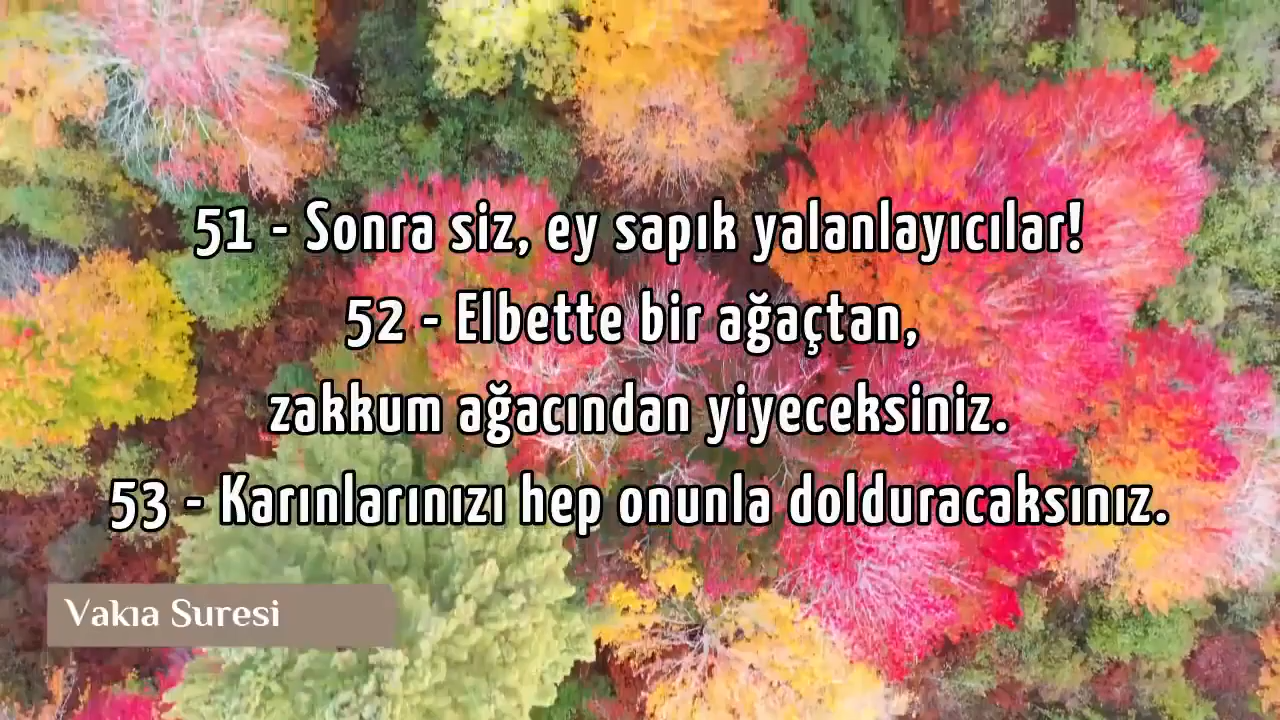 51 - Sonra siz, ey sapık yalanlayıcılar!
52 - Elbette bir ağaçtan,
zakkum ağacından yiyeceksiniz.
53 - Karınlarınızı hep onunla dolduracaksınız.
Vakıa Suresi